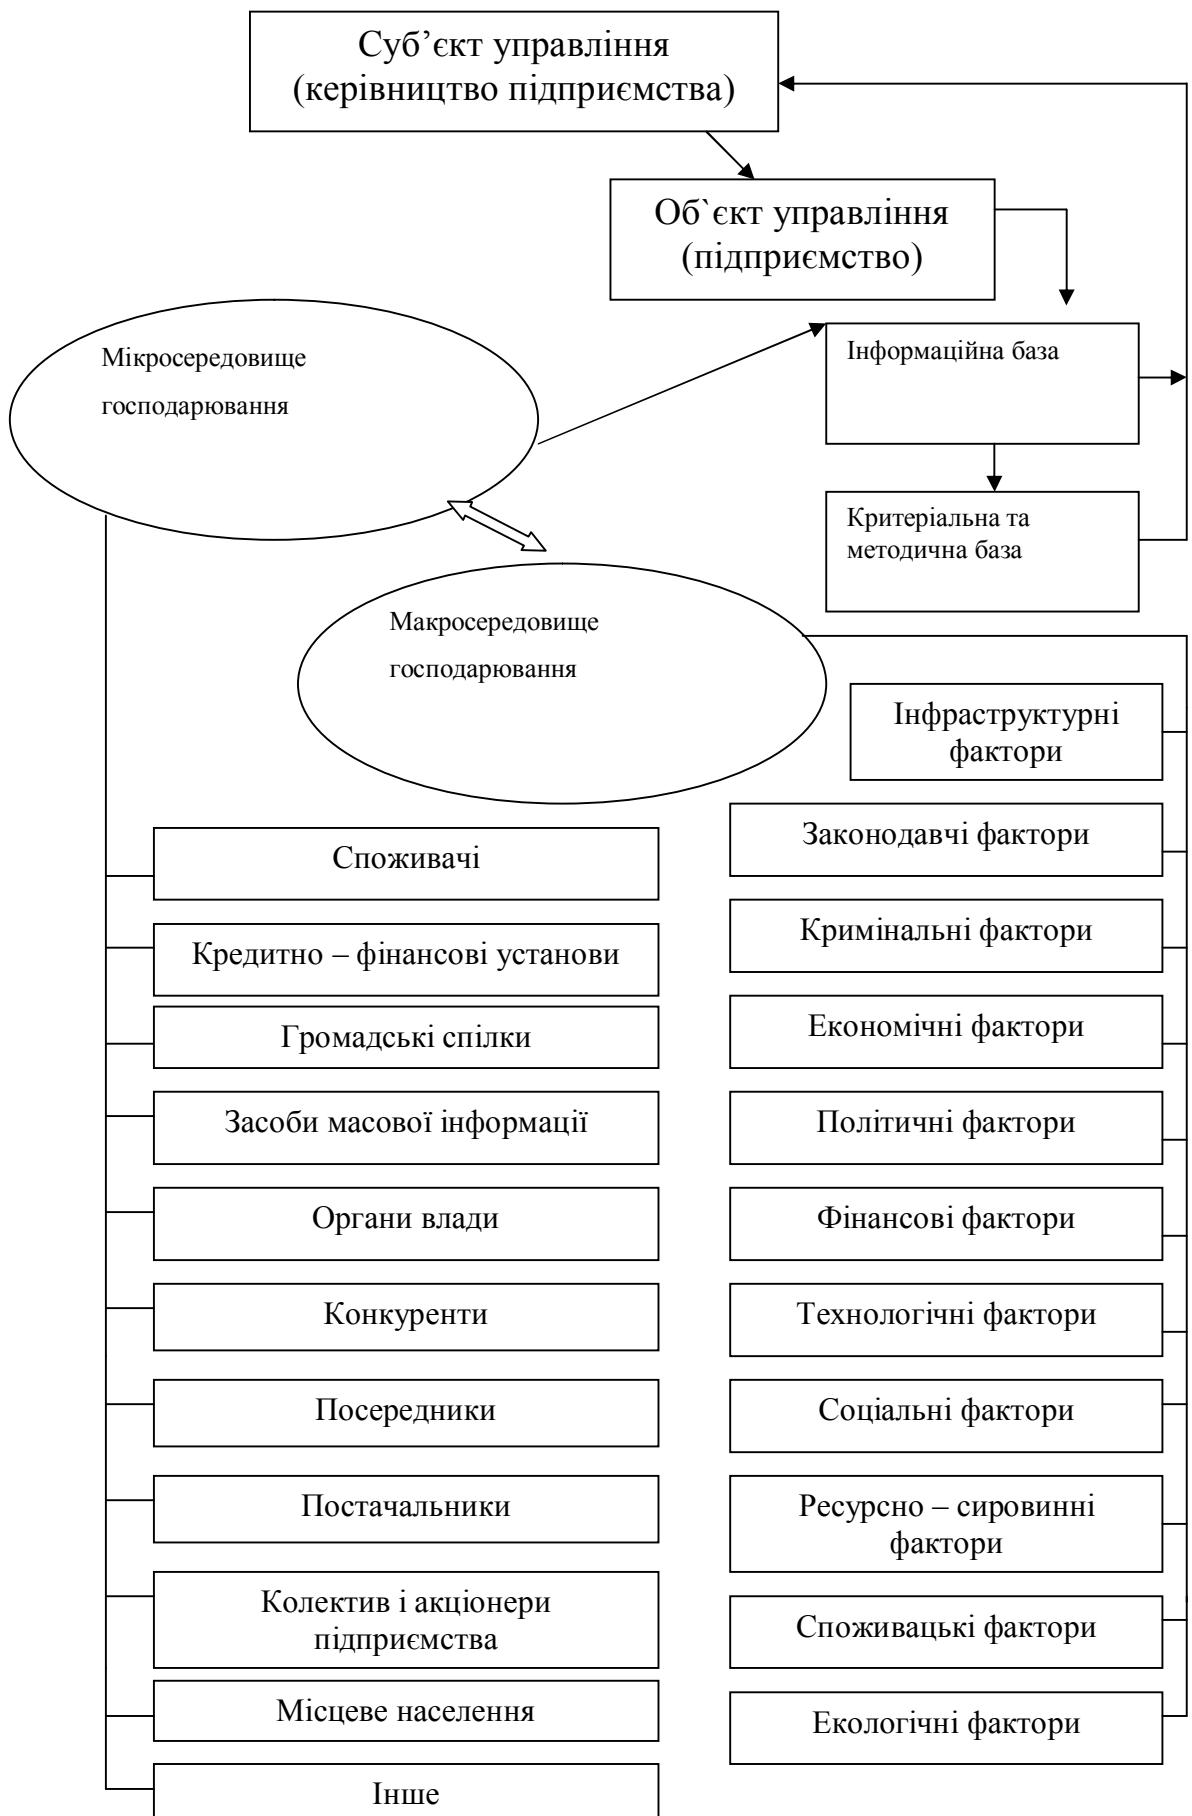 Суб’єкт управління
(керівництво підприємства)
Об`єкт управління
(підприємство)
Мікросередовище
господарювання
Інформаційна база
Критеріальна та
методична база
Макросередовище
господарювання
Інфраструктурні
фактори
Законодавчі фактори
Кримінальні фактори
Економічні фактори
Політичні фактори
Фінансові фактори
Технологічні фактори
Соціальні фактори
Ресурсно – сировинні
фактори
Споживацькі фактори
Екологічні фактори
Споживачі
Кредитно – фінансові установи
Громадські спілки
Засоби масової інформації
Органи влади
Конкуренти
Посередники
Постачальники
Колектив і акціонери
підприємства
Місцеве населення
Інше